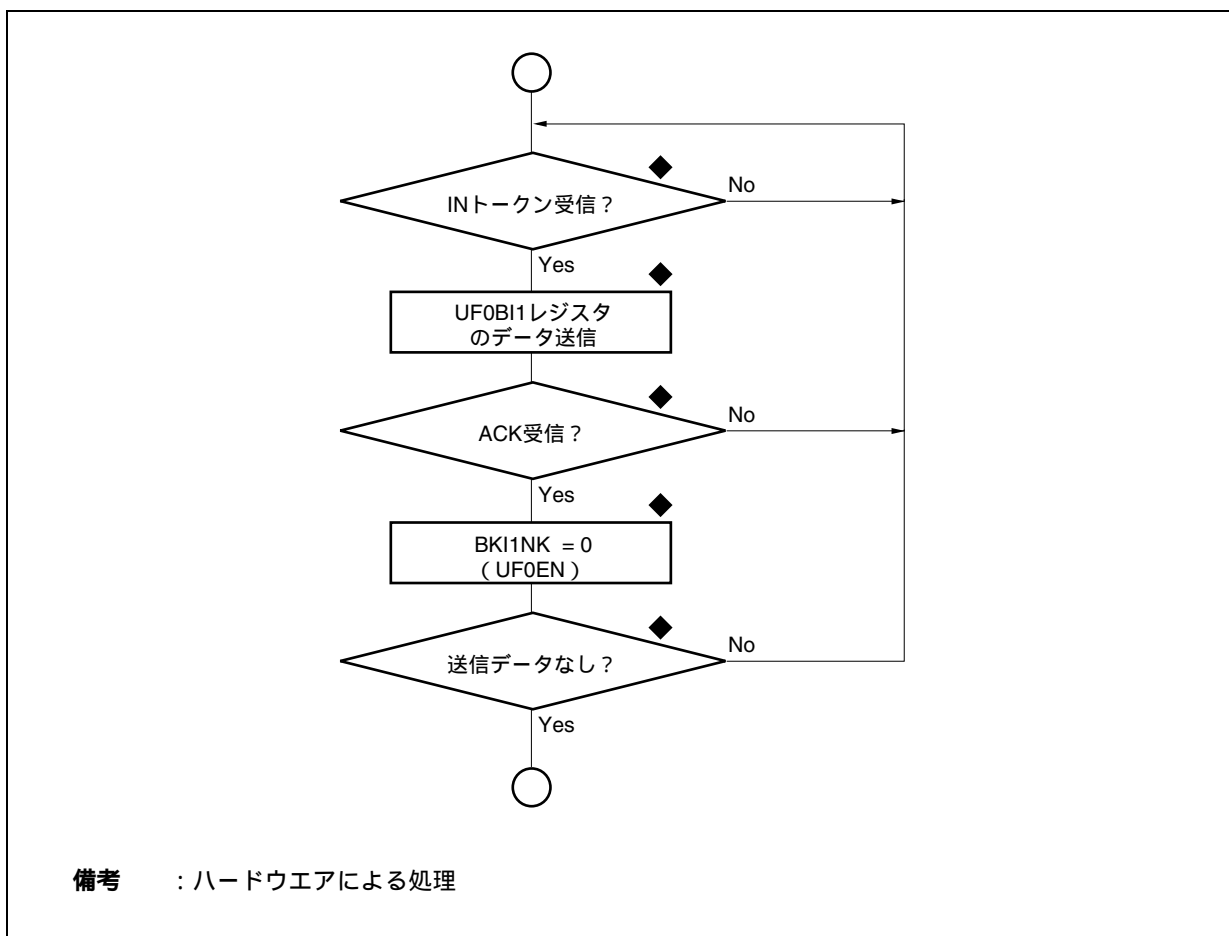 INトークン受信？
No
Yes
UF0BI1レジスタ
のデータ送信
ACK受信？
No
Yes
BKI1NK = 0
（UF0EN）
送信データなし？
No
Yes
備考 ：ハードウエアによる処理